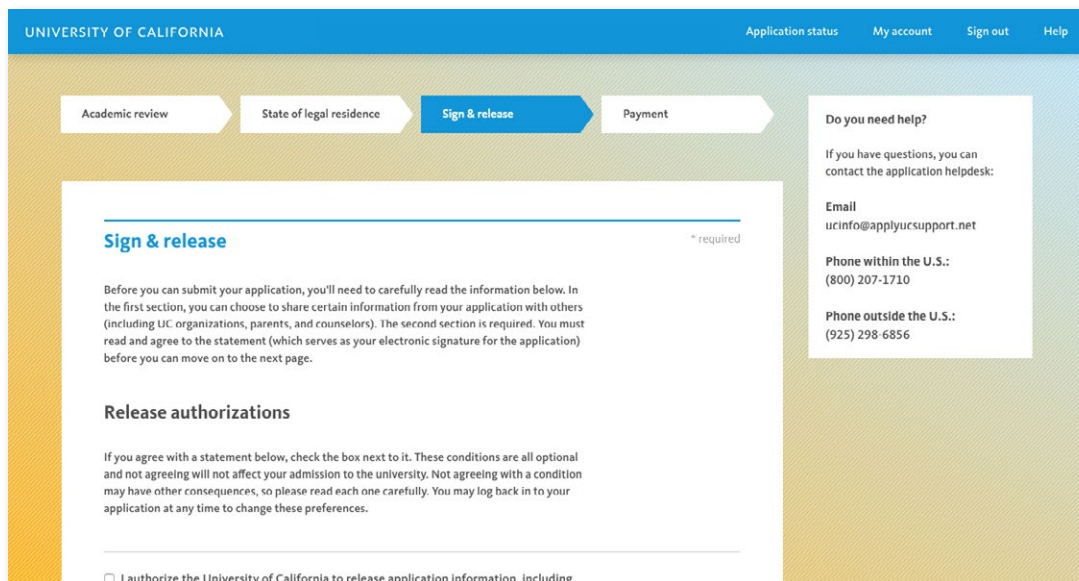 UNIVERSITY OF CALIFORNIA
Application status
My account
Sign out
Help
Academic review
State of legal residence
Sign & release
Payment
Do you need help?
If you have questions, you can
contact the application helpdesk:
Email
ucinfo@applyucsupport.net
Phone within the U.S.:
(800) 207-1710
Phone outside the U.S.:
(925) 298-6856
Sign & release
* required
Before you can submit your application, you'll need to carefully read the information below. In
the first section, you can choose to share certain information from your application with others
(including UC organizations, parents, and counselors). The second section is required. You must
read and agree to the statement (which serves as your electronic signature for the application)
before you can move on to the next page.
Release authorizations
If you agree with a statement below, check the box next to it. These conditions are all optional
and not agreeing will not affect your admission to the university. Not agreeing with a condition
may have other consequences, so please read each one carefully. You may log back in to your
application at any time to change these preferences.
I authorize the University of California to release application information, including